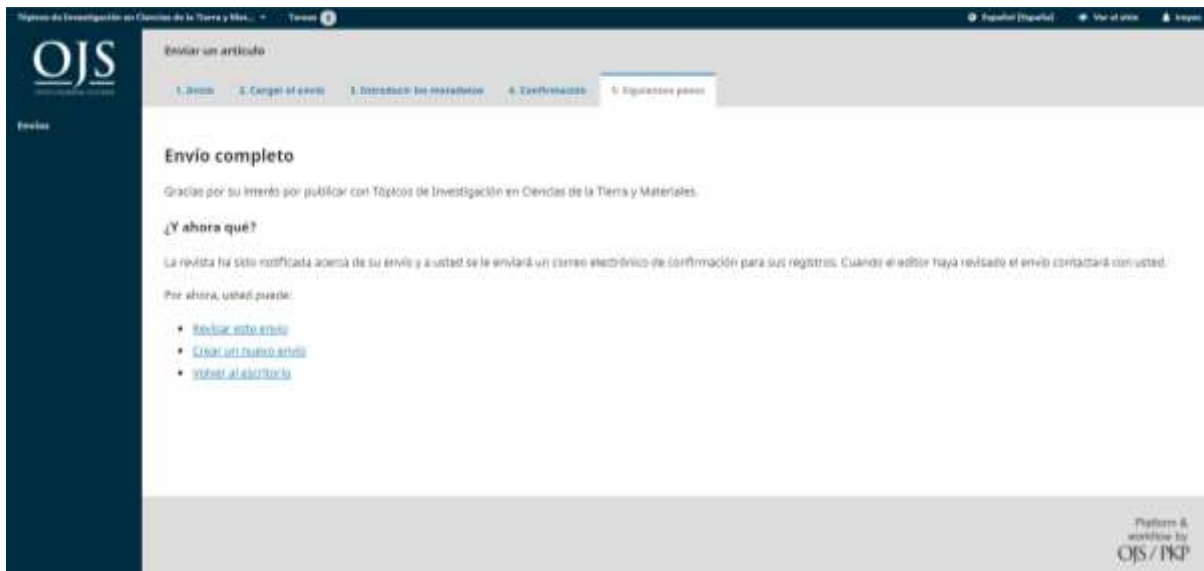 Tópicos de Investigación en Ciencias de la Tierra y Mat... Tareas 0
Español (España) Ver el sitio
OJS
Enviar un artículo
1. Inicio 2. Cargar el envío 3. Introducir los metadatos 4. Confirmación 5. Siguientes pasos
Envíos
Envío completo
Gracias por su interés por publicar con Tópicos de Investigación en Ciencias de la Tierra y Materiales.
¿Y ahora qué?
La revista ha sido notificada acerca de su envío y a usted se le enviará un correo electrónico de confirmación para sus registros. Cuando el editor haya revisado el envío contactará con usted.
Por ahora, usted puede:
Revisar este envío
Crear un nuevo envío
Volver al escritorio
Platform &
workflow by
OJS / PKP